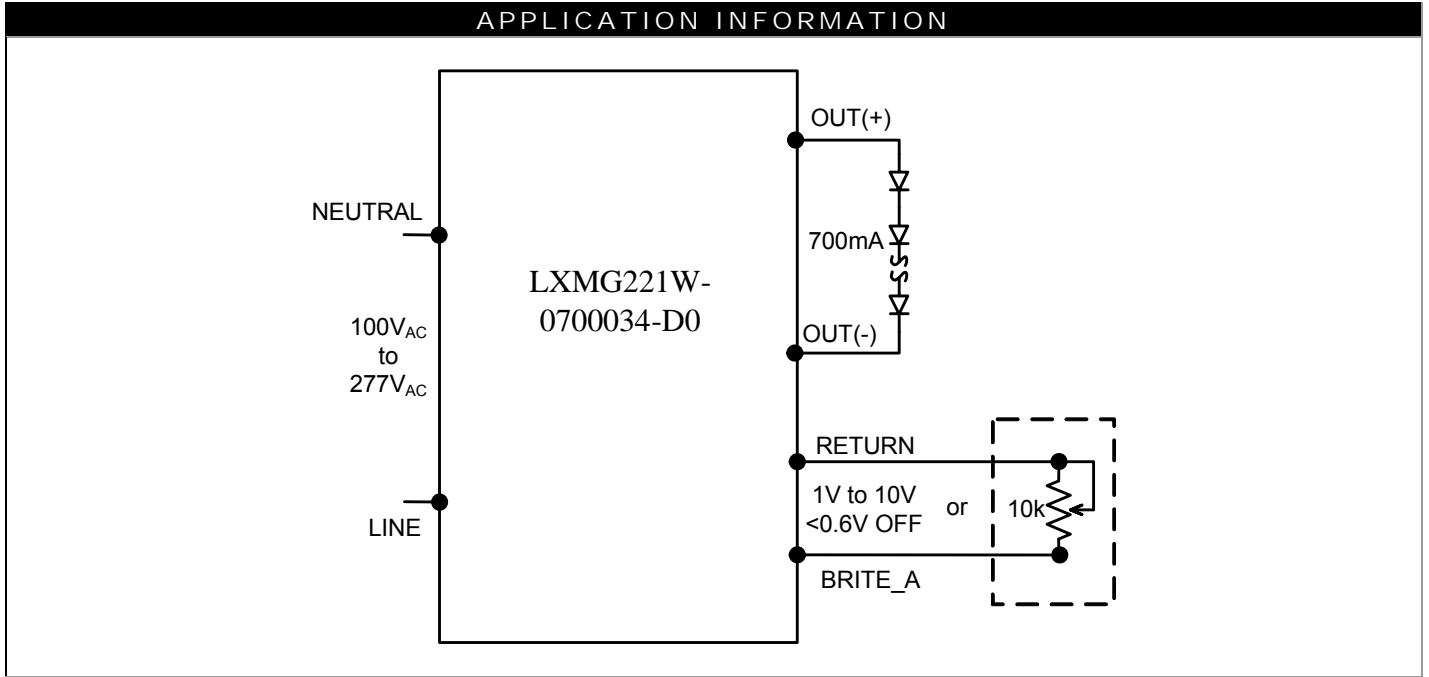 APPLICATION INFORMATION
OUT(+)
NEUTRAL
700mA
LXMG221W-
0700034-D0
100VAC
to
277VAC
OUT(-)
RETURN
1V to 10V
<0.6V OFF
or
10k
LINE
BRITE_A